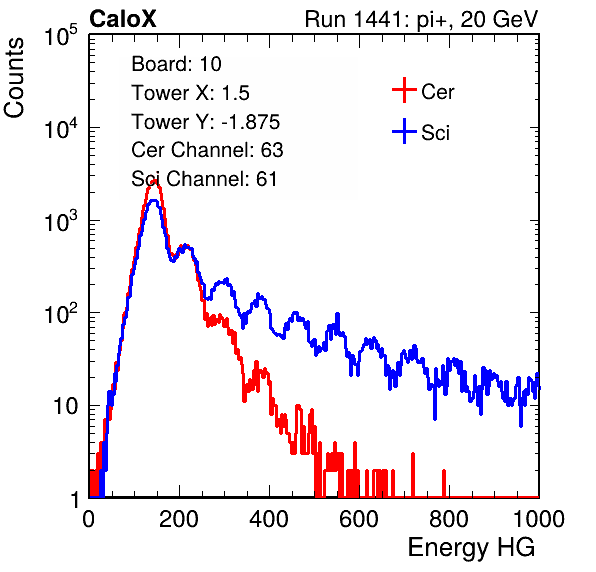 CaloX Run 1441: pi+, 20 GeV
Counts
Board: 10
Tower X: 1.5
Tower Y: -1.875
Cer Channel: 63
Sci Channel: 61
Cer
Sci
10^5
10^4
10^3
10^2
10
1
0 200 400 600 800 1000
Energy HG